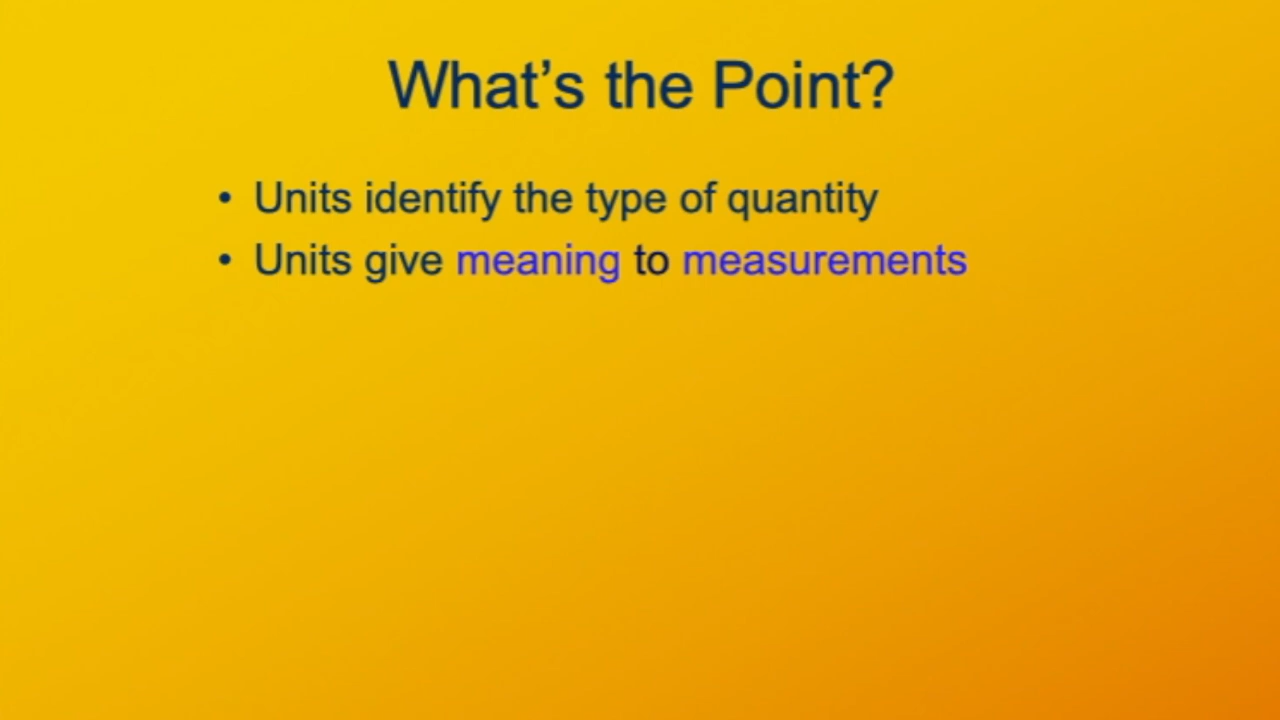 What's the Point?
• Units identify the type of quantity
• Units give meaning to measurements